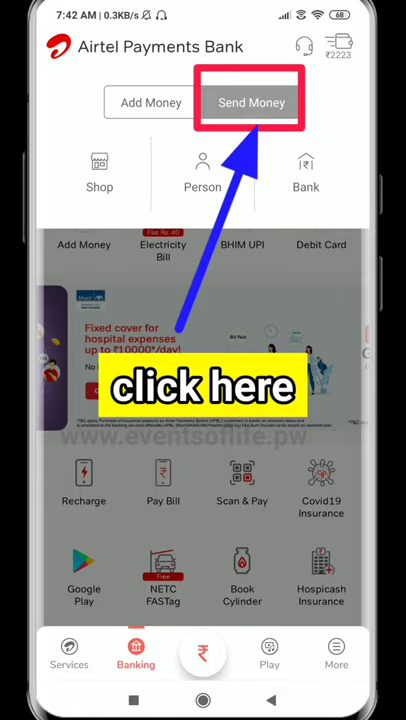 7:42 AM | 0.3KB/s
68
Airtel Payments Bank
₹2223
Add Money
Send Money
Shop
Person
Bank
Flat Rs. 40
Add Money
Electricity
Bill
BHIM UPI
Debit Card
Fixed cover for
hospital expenses
up to ₹10000*/day!
Bill Paid
click here
www.eventsoflife.pw
Recharge
Pay Bill
Scan & Pay
Covid19
Insurance
Google
Play
Free
NETC
FASTag
Book
Cylinder
Hospicash
Insurance
Services
Banking
₹
Play
More